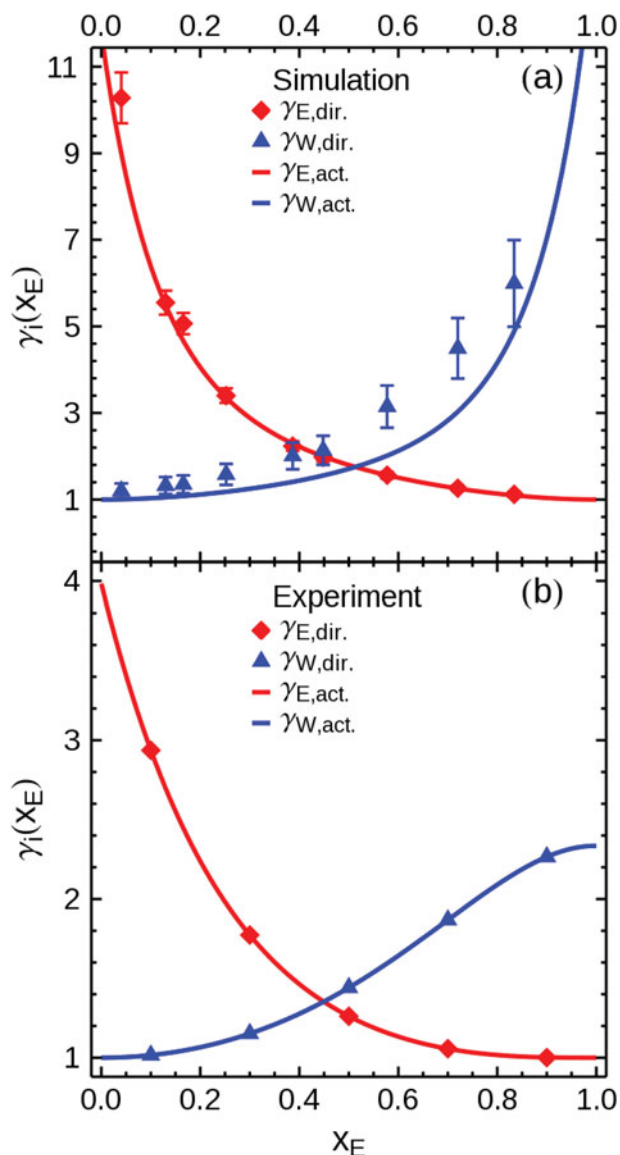 0.0 0.2 0.4 0.6 0.8 1.0
11
9
7
5
3
1
γi(xE)
Simulation
(a)
γE,dir.
γW,dir.
γE,act.
γW,act.
4
3
2
1
γi(xE)
Experiment
(b)
γE,dir.
γW,dir.
γE,act.
γW,act.
0.0 0.2 0.4 0.6 0.8 1.0
xE